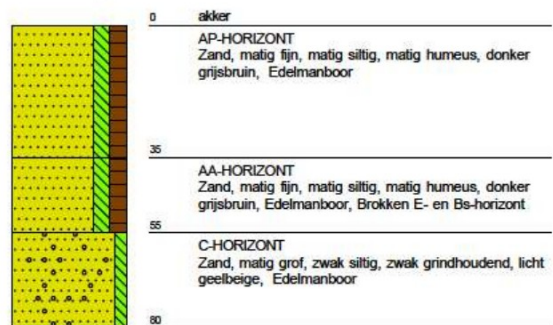 0 akker
AP-HORIZONT
Zand, matig fijn, matig siltig, matig humeus, donker
grijsbruin, Edelmanboor
35
AA-HORIZONT
Zand, matig fijn, matig siltig, matig humeus, donker
grijsbruin, Edelmanboor, Brokken E- en Bs-horizont
55
C-HORIZONT
Zand, matig grof, zwak siltig, zwak grindhoudend, licht
geelbeige, Edelmanboor
80